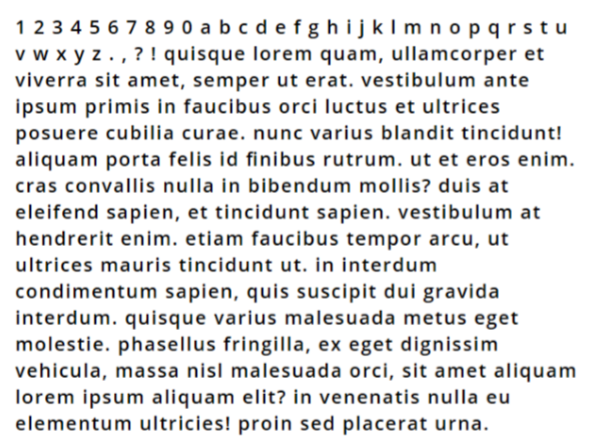 1 2 3 4 5 6 7 8 9 0 a b c d e f g h i j k l m n o p q r s t u
v w x y z . , ? ! quisque lorem quam, ullamcorper et
viverra sit amet, semper ut erat. vestibulum ante
ipsum primis in faucibus orci luctus et ultrices
posuere cubilia curae. nunc varius blandit tincidunt!
aliquam porta felis id finibus rutrum. ut et eros enim.
cras convallis nulla in bibendum mollis? duis at
eleifend sapien, et tincidunt sapien. vestibulum at
hendrerit enim. etiam faucibus tempor arcu, ut
ultrices mauris tincidunt ut. in interdum
condimentum sapien, quis suscipit dui gravida
interdum. quisque varius malesuada metus eget
molestie. phasellus fringilla, ex eget dignissim
vehicula, massa nisl malesuada orci, sit amet aliquam
lorem ipsum aliquam elit? in venenatis nulla eu
elementum ultricies! proin sed placerat urna.